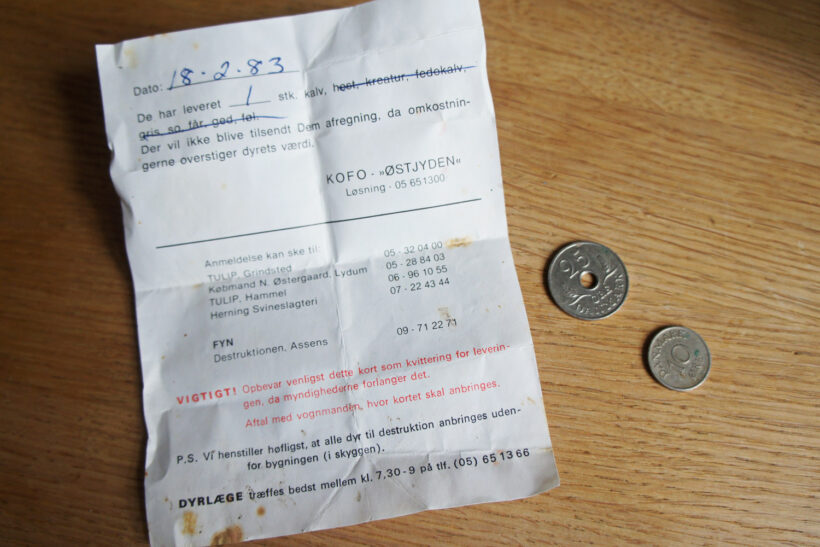 Dato: 18.2.83
De har leveret 1 stk. kalv, hest, kreatur, fedekalv,
gris, so, får, ged, føl.
Der vil ikke blive tilsendt Dem afregning, da omkostnin-
gerne overstiger dyrets værdi.
KOFO - »ØSTJYDEN«
Løsning - 05 651300
Anmeldelse kan ske til:
TULIP, Grindsted 05 - 32 04 00
Købmand N. Østergaard, Lydum 05 - 28 84 03
TULIP, Hammel 06 - 96 10 55
Herning Svineslagteri 07 - 22 43 44
FYN
Destruktionen, Assens 09 - 71 22 71
VIGTIGT! Opbevar venligst dette kort som kvittering for leverin-
gen, da myndighederne forlanger det.
Aftal med vognmanden, hvor kortet skal anbringes.
P.S. Vi henstiller høfligst, at alle dyr til destruktion anbringes uden-
for bygningen (i skyggen).
DYRLÆGE træffes bedst mellem kl. 7,30 - 9 på tlf. (05) 65 13 66
25
ØRE
DANMARK
10
ØRE